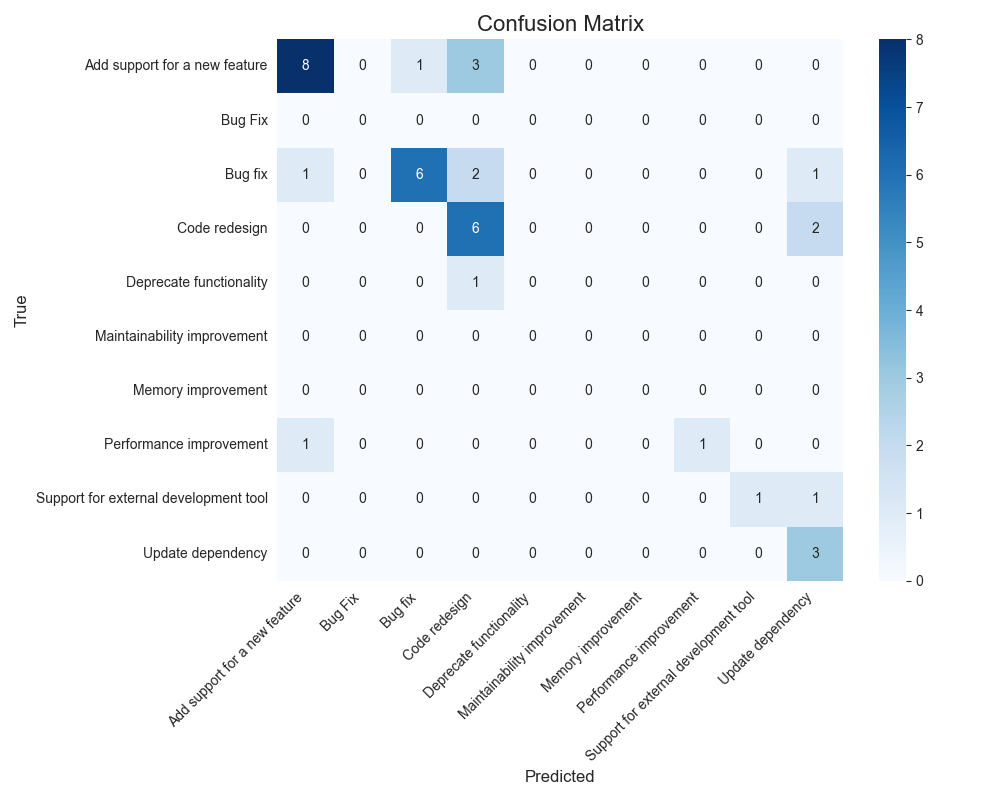 Confusion Matrix
Add support for a new feature 8 0 1 3 0 0 0 0 0 0
Bug Fix 0 0 0 0 0 0 0 0 0 0
Bug fix 1 0 6 2 0 0 0 0 0 1
Code redesign 0 0 0 6 0 0 0 0 0 2
Deprecate functionality 0 0 0 1 0 0 0 0 0 0
Maintainability improvement 0 0 0 0 0 0 0 0 0 0
Memory improvement 0 0 0 0 0 0 0 0 0 0
Performance improvement 1 0 0 0 0 0 0 1 0 0
Support for external development tool 0 0 0 0 0 0 0 0 1 1
Update dependency 0 0 0 0 0 0 0 0 0 3
True
Add support for a new feature
Bug Fix
Bug fix
Code redesign
Deprecate functionality
Maintainability improvement
Memory improvement
Performance improvement
Support for external development tool
Update dependency
Predicted
8
7
6
5
4
3
2
1
0